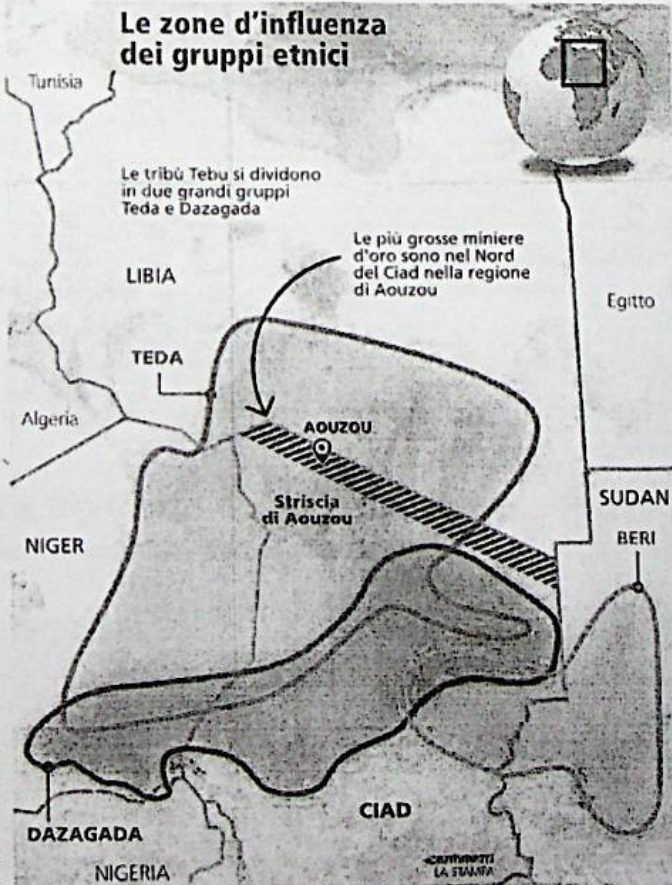 Le zone d'influenza
dei gruppi etnici
Tunisia
Le tribù Tebu si dividono
in due grandi gruppi
Teda e Dazagada
Le più grosse miniere
d'oro sono nel Nord
del Ciad nella regione
di Aouzou
LIBIA
Egitto
TEDA
Algeria
AOUZOU
Striscia
di Aouzou
SUDAN
NIGER
BERI
CIAD
DAZAGADA
NIGERIA
LA STAMPA